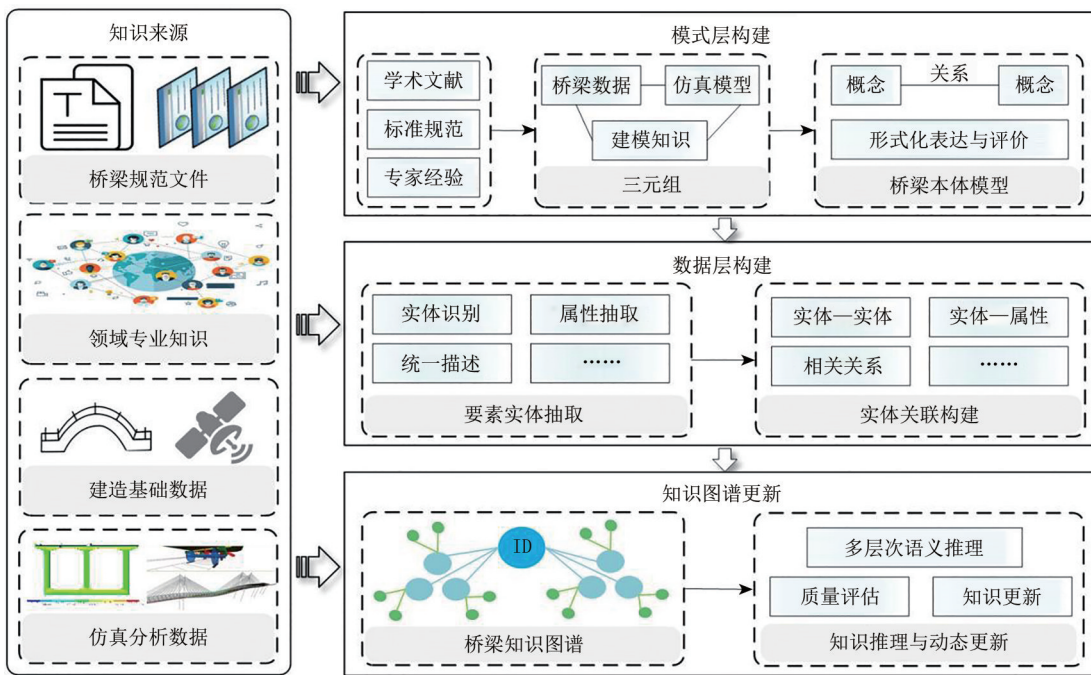 知识来源
T
桥梁规范文件
领域专业知识
建造基础数据
仿真分析数据
模式层构建
学术文献
标准规范
专家经验
桥梁数据
仿真模型
建模知识
三元组
概念
关系
概念
形式化表达与评价
桥梁本体模型
数据层构建
实体识别
属性抽取
统一描述
……
要素实体抽取
实体—实体
实体—属性
相关关系
……
实体关联构建
知识图谱更新
ID
桥梁知识图谱
多层次语义推理
质量评估
知识更新
知识推理与动态更新